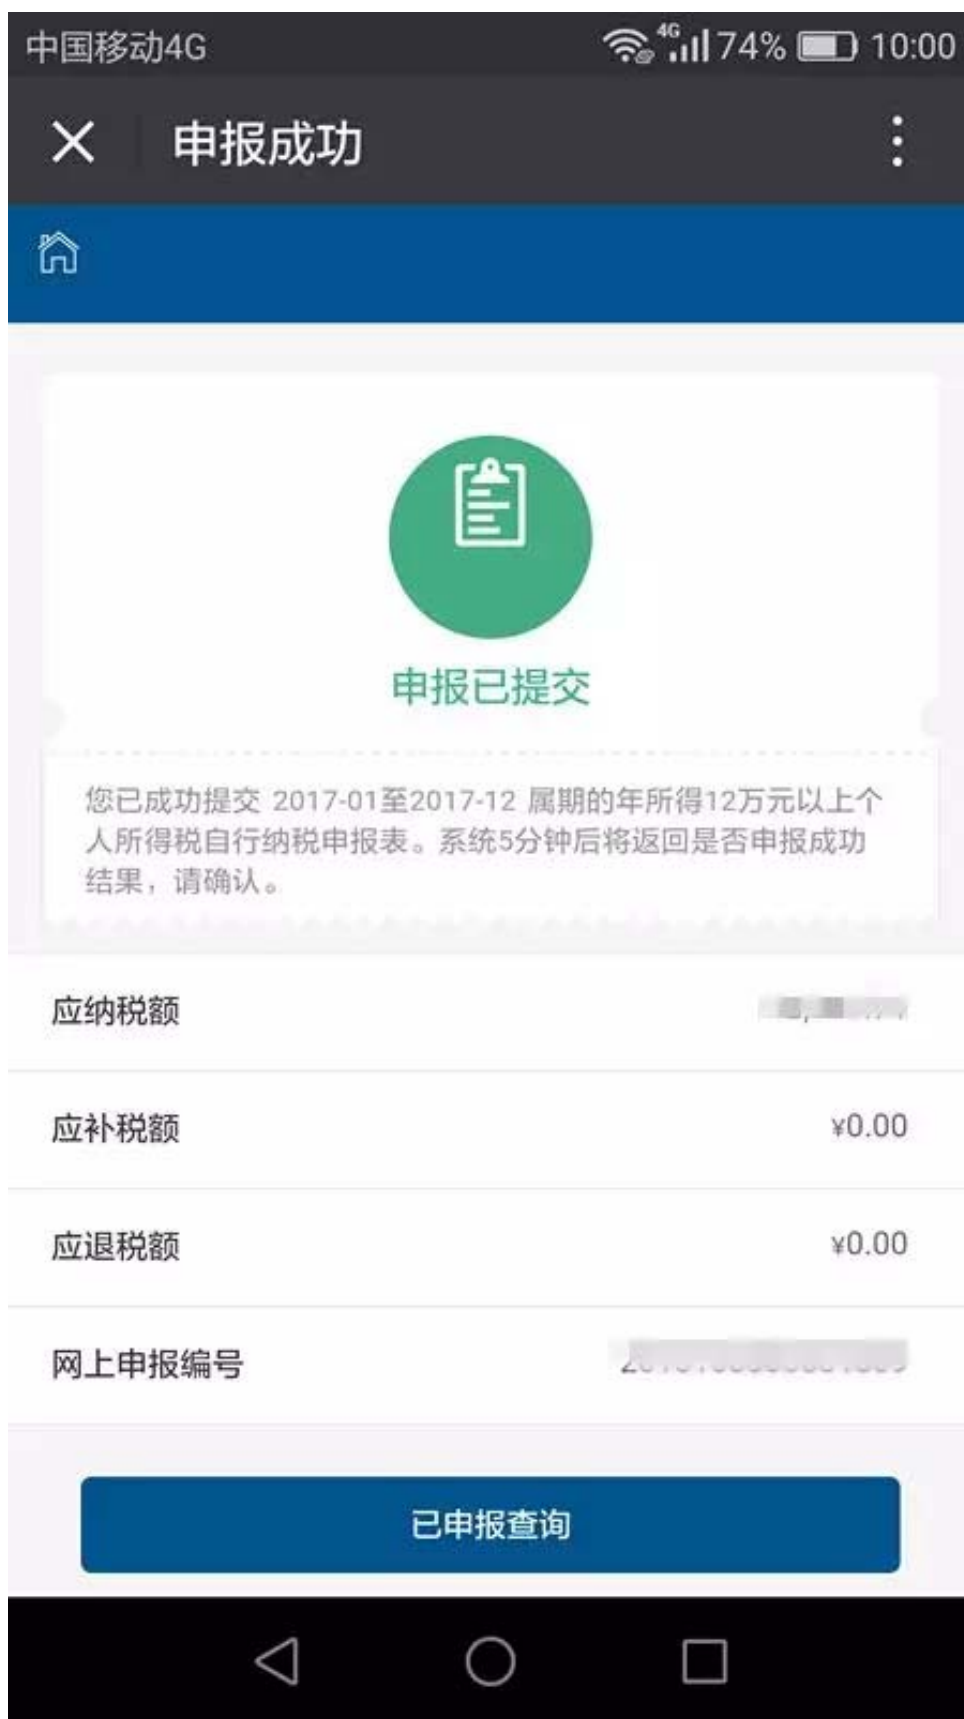 中国移动4G
4G 74% 10:00
申报成功
申报已提交
您已成功提交 2017-01至2017-12 属期的年所得12万元以上个
人所得税自行纳税申报表。系统5分钟后将返回是否申报成功
结果，请确认。
应纳税额
应补税额 ¥0.00
应退税额 ¥0.00
网上申报编号
已申报查询